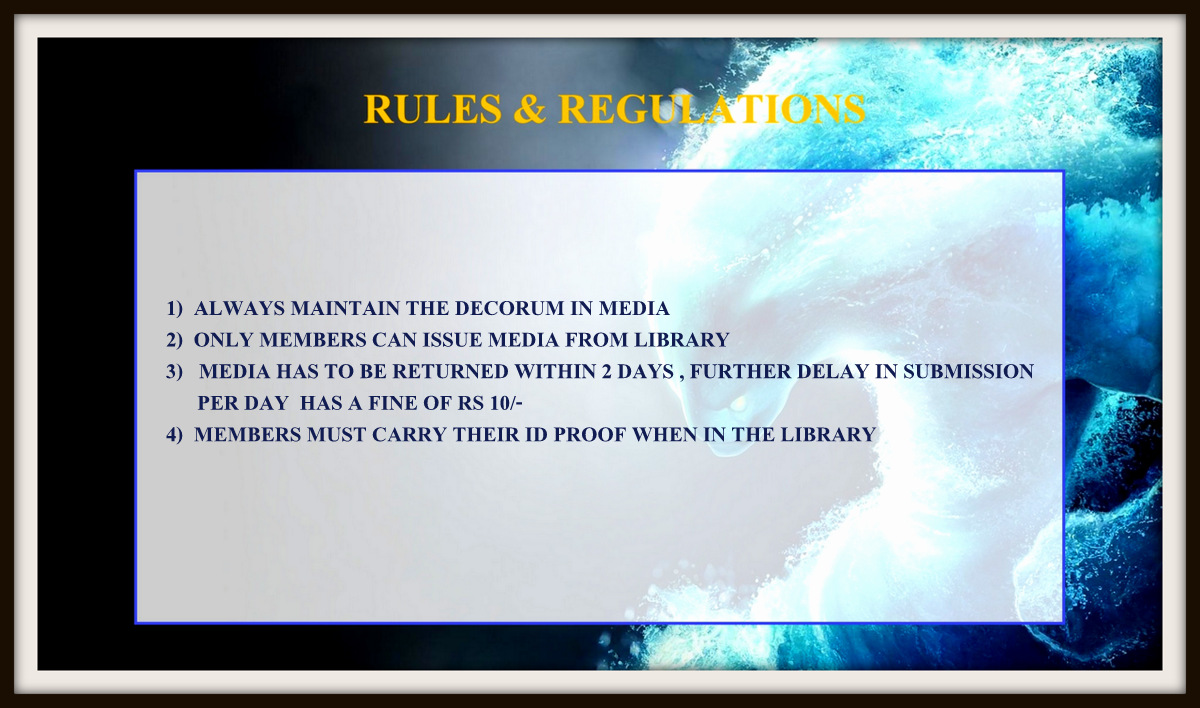 RULES & REGULATIONS
1) ALWAYS MAINTAIN THE DECORUM IN MEDIA
2) ONLY MEMBERS CAN ISSUE MEDIA FROM LIBRARY
3) MEDIA HAS TO BE RETURNED WITHIN 2 DAYS , FURTHER DELAY IN SUBMISSION
PER DAY HAS A FINE OF RS 10/-
4) MEMBERS MUST CARRY THEIR ID PROOF WHEN IN THE LIBRARY